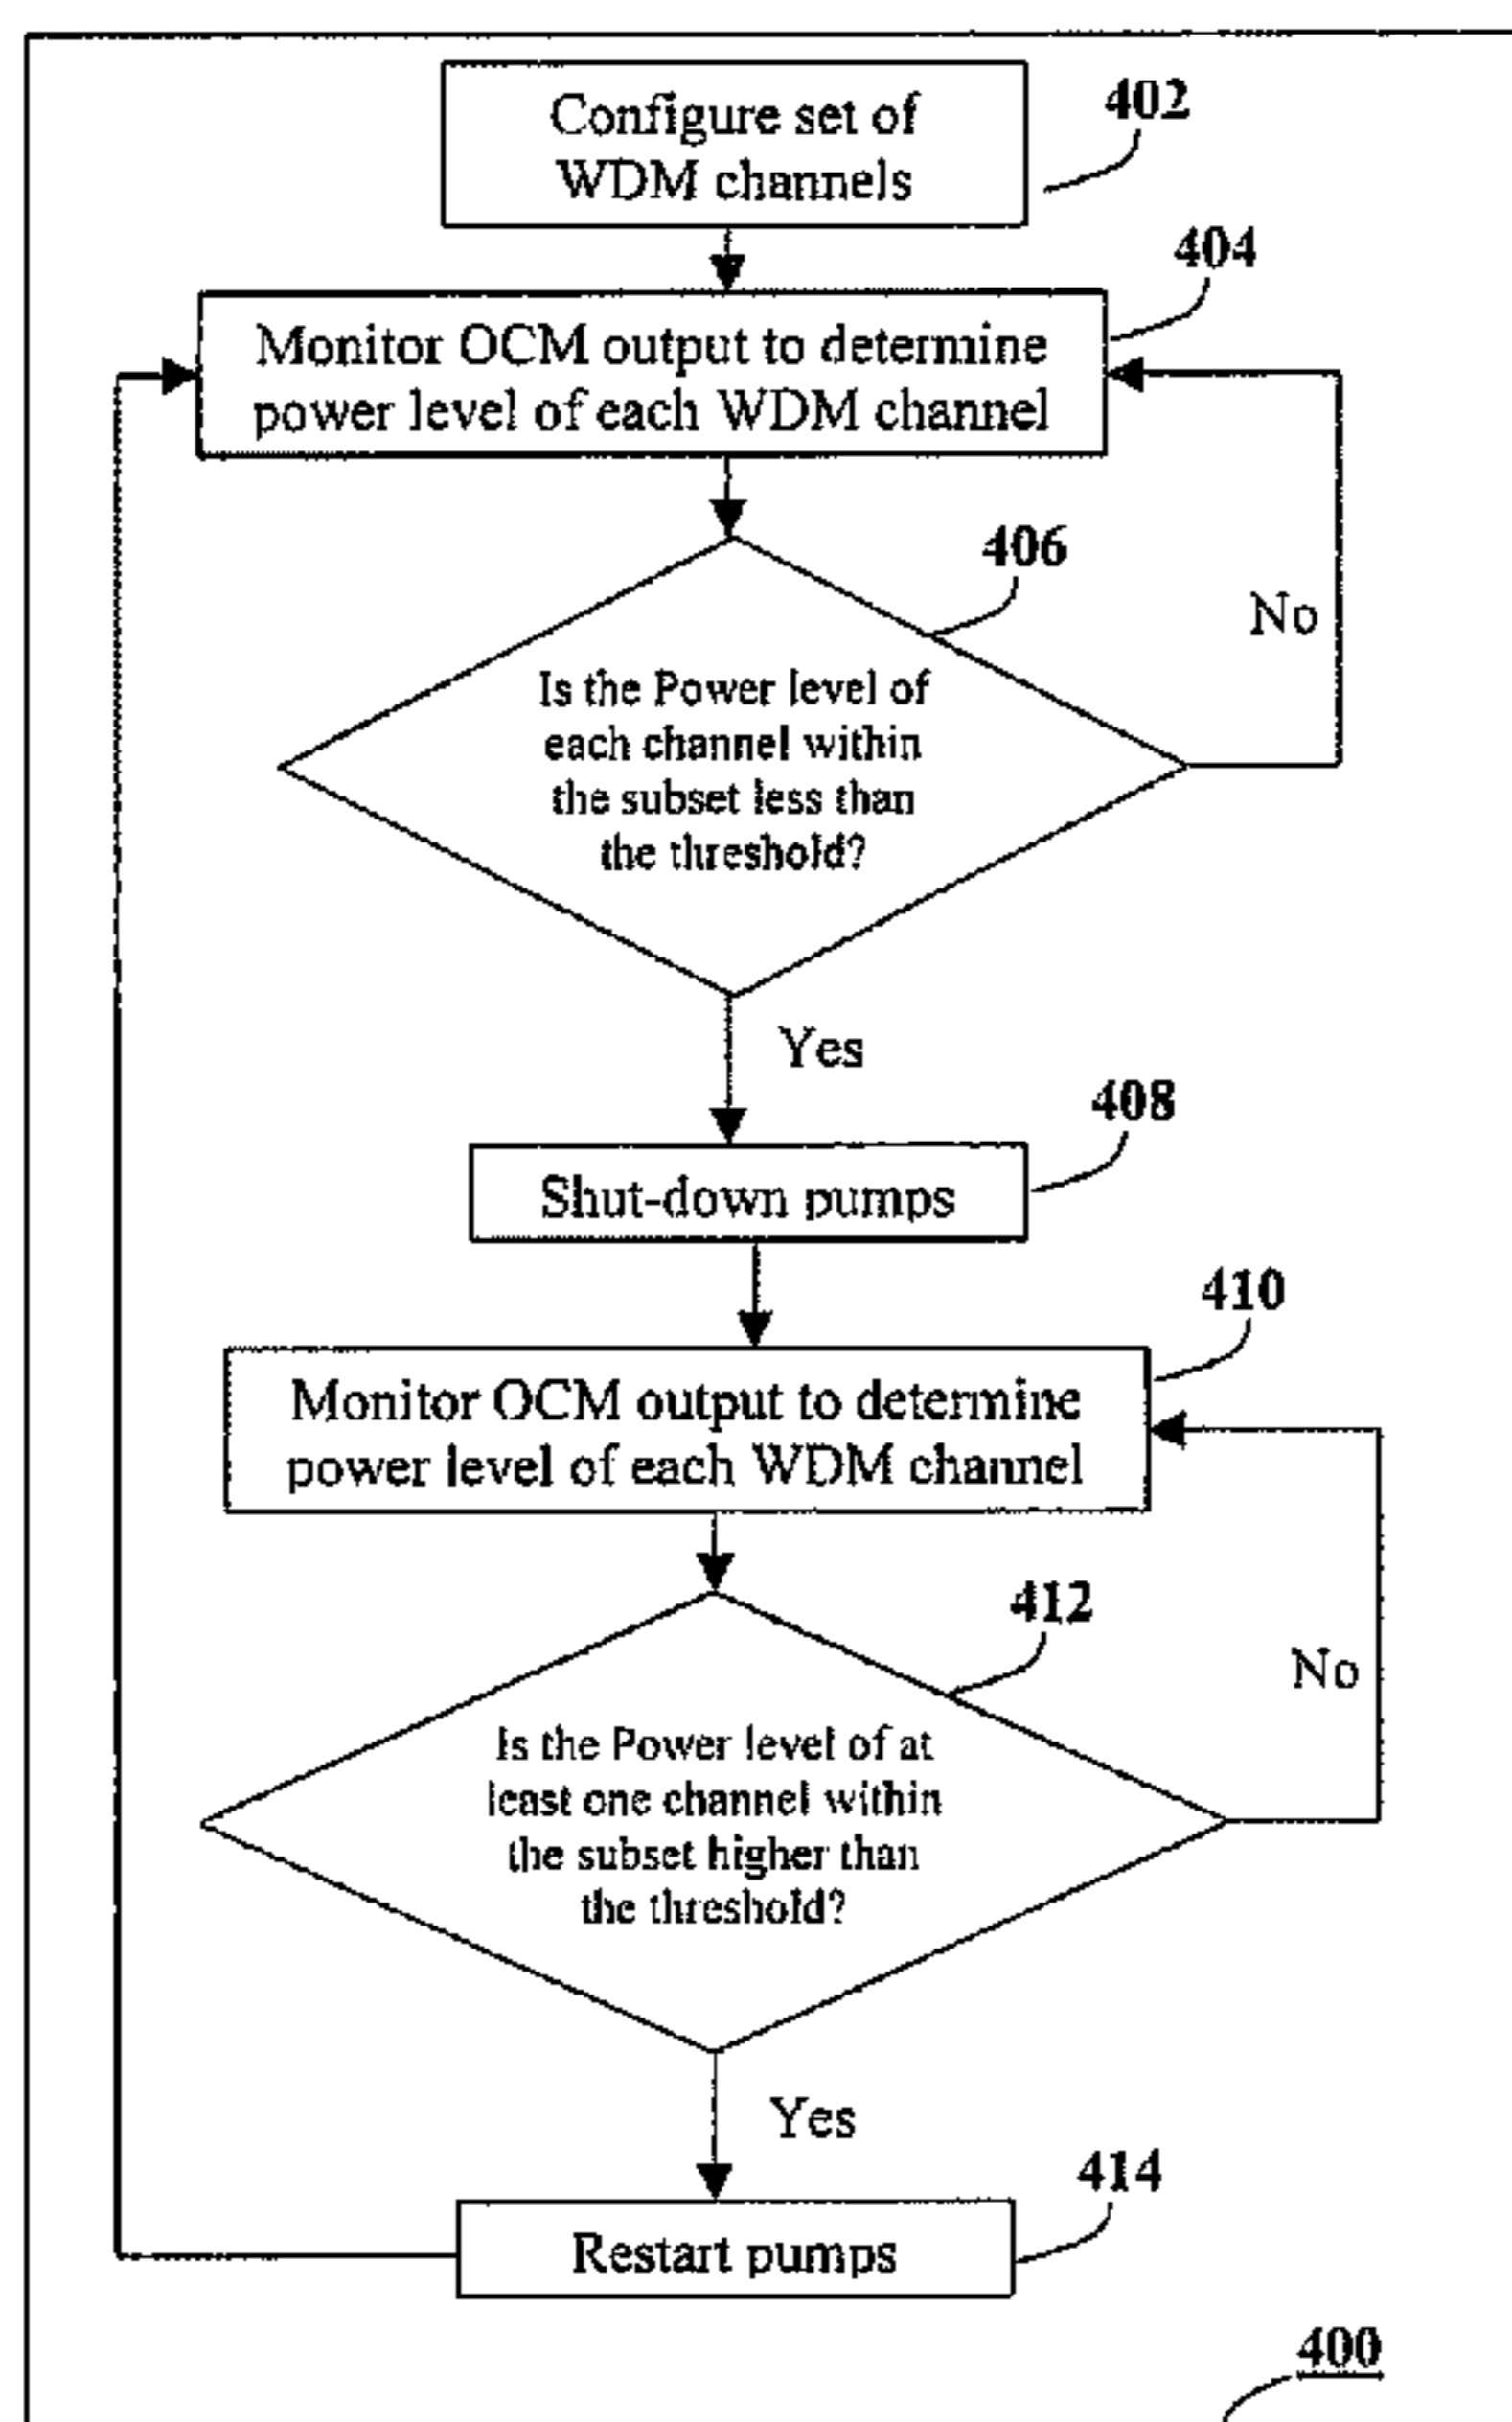 Configure set of
WDM channels
402
404
Monitor OCM output to determine
power level of each WDM channel
406
No
Is the Power level of
each channel within
the subset less than
the threshold?
Yes
408
Shut-down pumps
410
Monitor OCM output to determine
power level of each WDM channel
412
No
Is the Power level of at
least one channel within
the subset higher than
the threshold?
Yes
414
Restart pumps
400